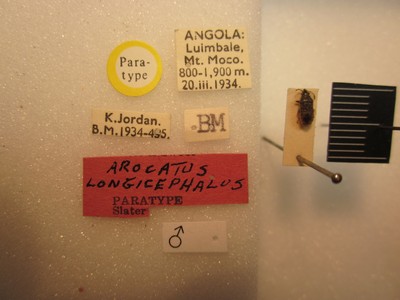 Para-
type
ANGOLA:
Luimbale,
Mt. Moco.
800-1,900 m.
20.iii.1934.
K. Jordan.
B.M.1934-435.
BM
AROCATUS
LONGICEPHALUS
PARATYPE
Slater
♂